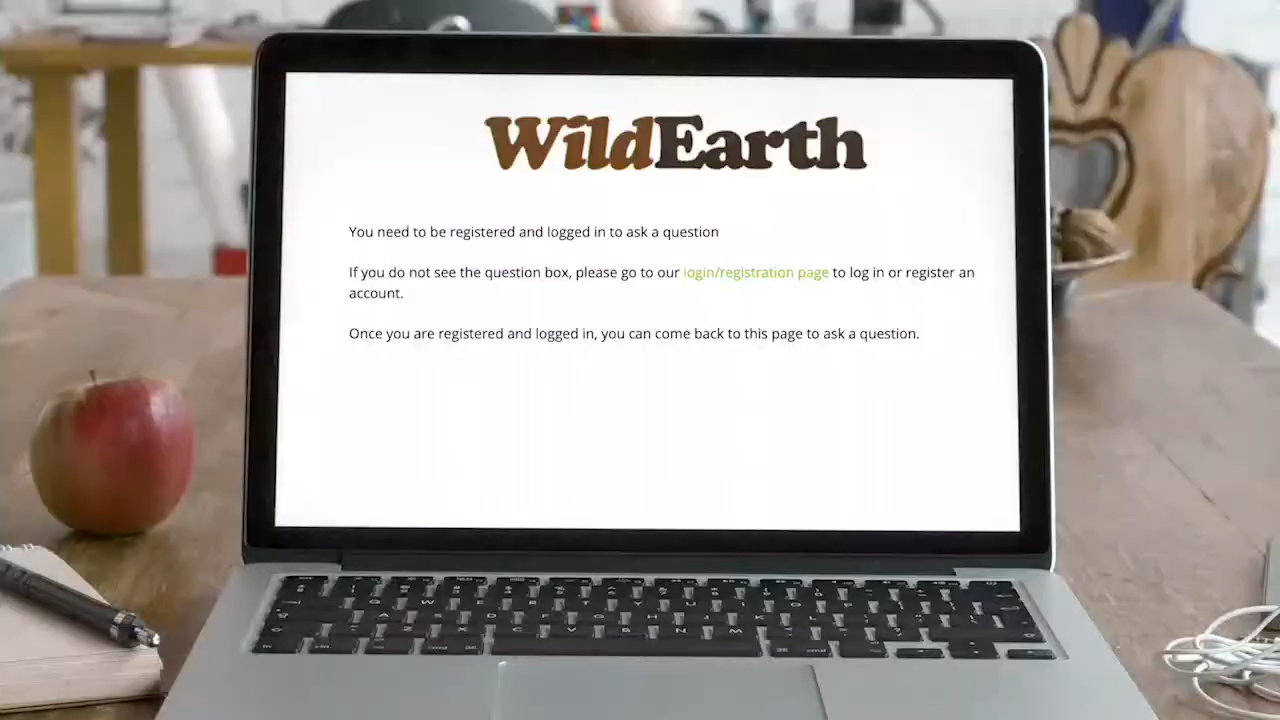 WildEarth
You need to be registered and logged in to ask a question
If you do not see the question box, please go to our login/registration page to log in or register an
account.
Once you are registered and logged in, you can come back to this page to ask a question.